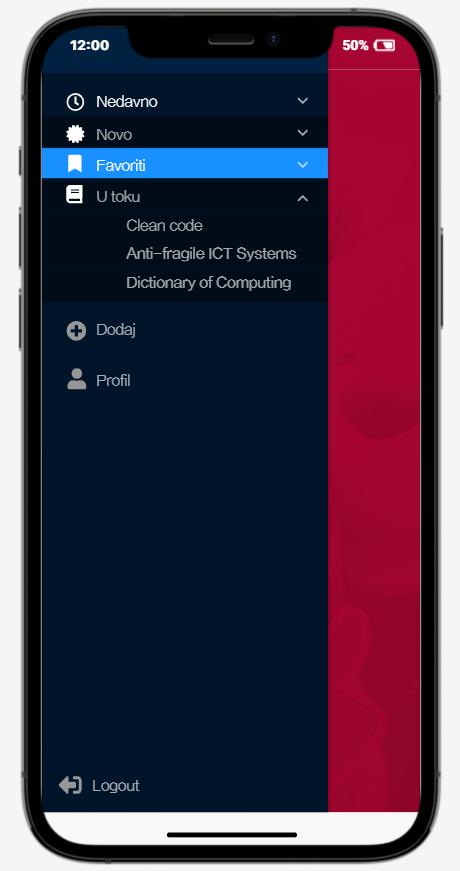 12:00
50%
Nedavno
Novo
Favoriti
U toku
Clean code
Anti-fragile ICT Systems
Dictionary of Computing
Dodaj
Profil
Logout